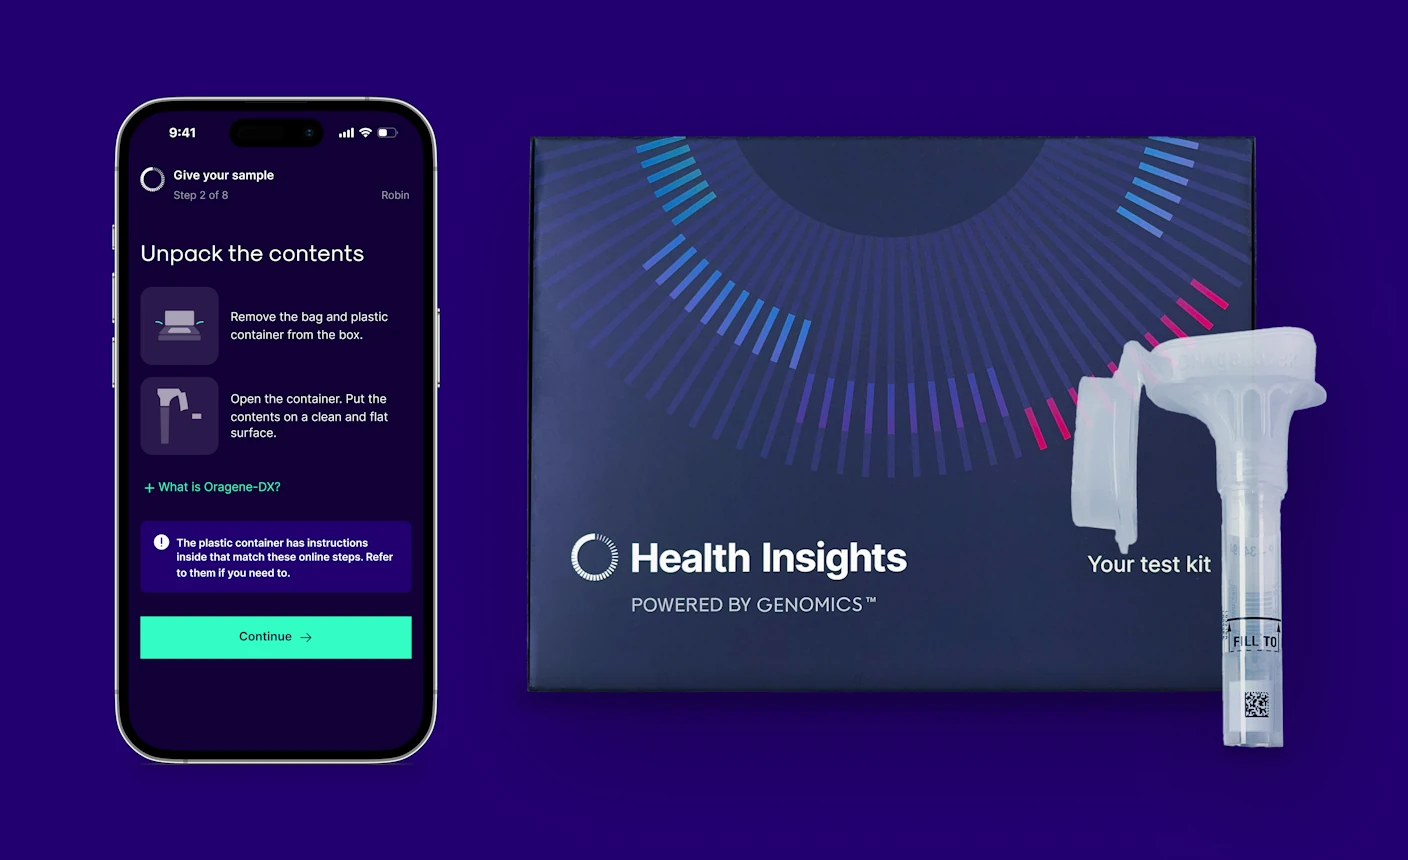 9:41
Give your sample
Step 2 of 8
Robin
Unpack the contents
Remove the bag and plastic
container from the box.
Open the container. Put the
contents on a clean and flat
surface.
+ What is Oragene-DX?
The plastic container has instructions
inside that match these online steps. Refer
to them if you need to.
Continue →
Health Insights
POWERED BY GENOMICS™
Your test kit
FILL TO